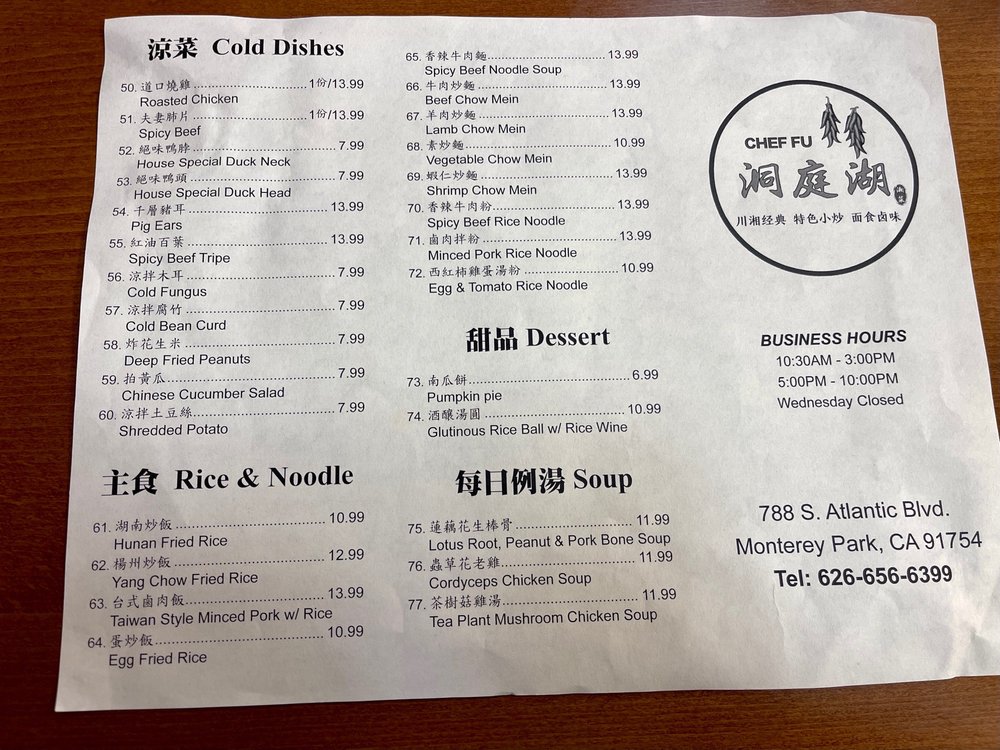 涼菜 Cold Dishes
50. 道口燒雞 1份/13.99
Roasted Chicken
51. 夫妻肺片 1份/13.99
Spicy Beef
52. 絕味鴨脖 7.99
House Special Duck Neck
53. 絕味鴨頭 7.99
House Special Duck Head
54. 千層豬耳 13.99
Pig Ears
55. 紅油百葉 13.99
Spicy Beef Tripe
56. 涼拌木耳 7.99
Cold Fungus
57. 涼拌腐竹 7.99
Cold Bean Curd
58. 炸花生米 7.99
Deep Fried Peanuts
59. 拍黃瓜 7.99
Chinese Cucumber Salad
60. 涼拌土豆絲 7.99
Shredded Potato
主食 Rice & Noodle
61. 湖南炒飯 10.99
Hunan Fried Rice
62. 楊州炒飯 12.99
Yang Chow Fried Rice
63. 台式鹵肉飯 13.99
Taiwan Style Minced Pork w/ Rice
64. 蛋炒飯 10.99
Egg Fried Rice
65. 香辣牛肉麵 13.99
Spicy Beef Noodle Soup
66. 牛肉炒麵 13.99
Beef Chow Mein
67. 羊肉炒麵 13.99
Lamb Chow Mein
68. 素炒麵 10.99
Vegetable Chow Mein
69. 蝦仁炒麵 13.99
Shrimp Chow Mein
70. 香辣牛肉粉 13.99
Spicy Beef Rice Noodle
71. 鹵肉拌粉 13.99
Minced Pork Rice Noodle
72. 西紅柿雞蛋湯粉 10.99
Egg & Tomato Rice Noodle
甜品 Dessert
73. 南瓜餅 6.99
Pumpkin pie
74. 酒釀湯圓 10.99
Glutinous Rice Ball w/ Rice Wine
每日例湯 Soup
75. 蓮藕花生棒骨 11.99
Lotus Root, Peanut & Pork Bone Soup
76. 蟲草花老雞 11.99
Cordyceps Chicken Soup
77. 茶樹菇雞湯 11.99
Tea Plant Mushroom Chicken Soup
CHEF FU
洞庭湖
川湘经典 特色小炒 面食卤味
BUSINESS HOURS
10:30AM - 3:00PM
5:00PM - 10:00PM
Wednesday Closed
788 S. Atlantic Blvd.
Monterey Park, CA 91754
Tel: 626-656-6399